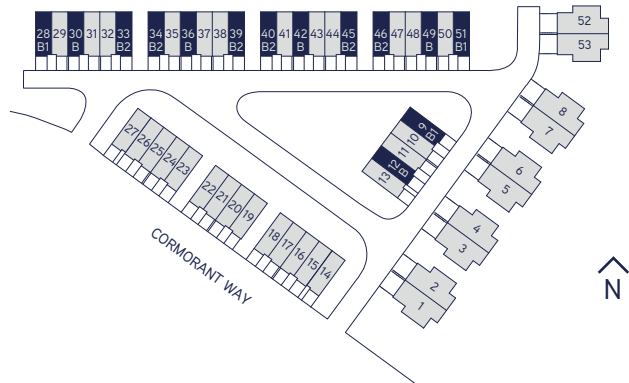 28 29 30 31 32 33
B1 B B2
34 35 36 37 38 39
B2 B B2
40 41 42 43 44 45
B2 B B2
46 47 48 49 50 51
B2 B B1
52
53
8
7
6
5
4
3
2
1
9 B1
10
11
12 B
13
27 26 25 24 23
22 21 20 19
18 17 16 15 14
CORMORANT WAY
N